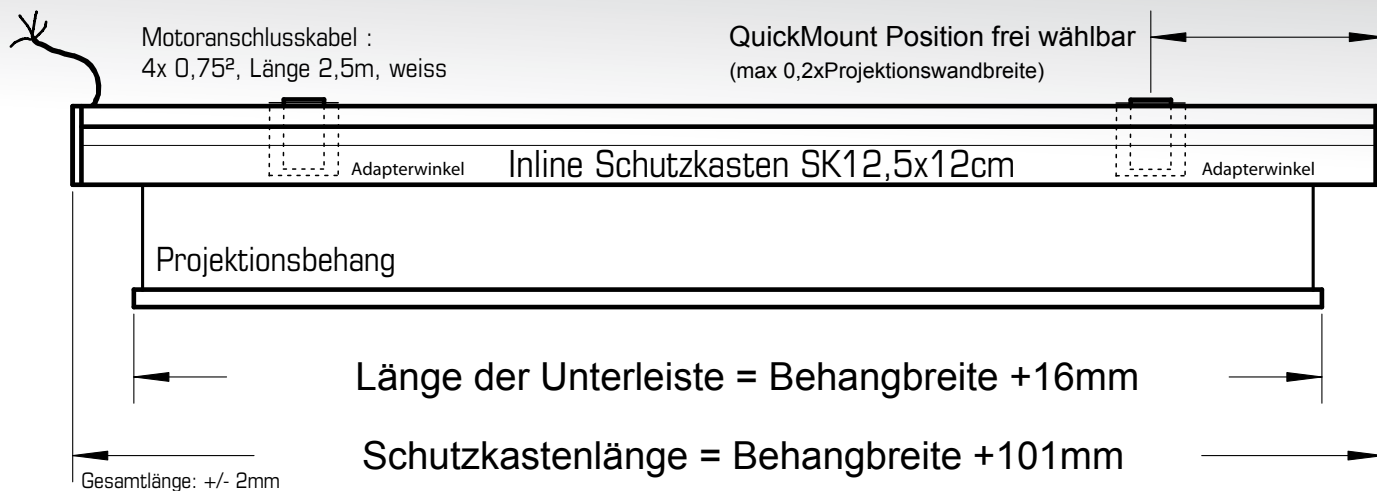 Motoranschlusskabel :
4x 0,75², Länge 2,5m, weiss
QuickMount Position frei wählbar
(max 0,2xProjektionswandbreite)
Adapterwinkel
Inline Schutzkasten SK12,5x12cm
Adapterwinkel
Projektionsbehang
Länge der Unterleiste = Behangbreite +16mm
Schutzkastenlänge = Behangbreite +101mm
Gesamtlänge: +/- 2mm